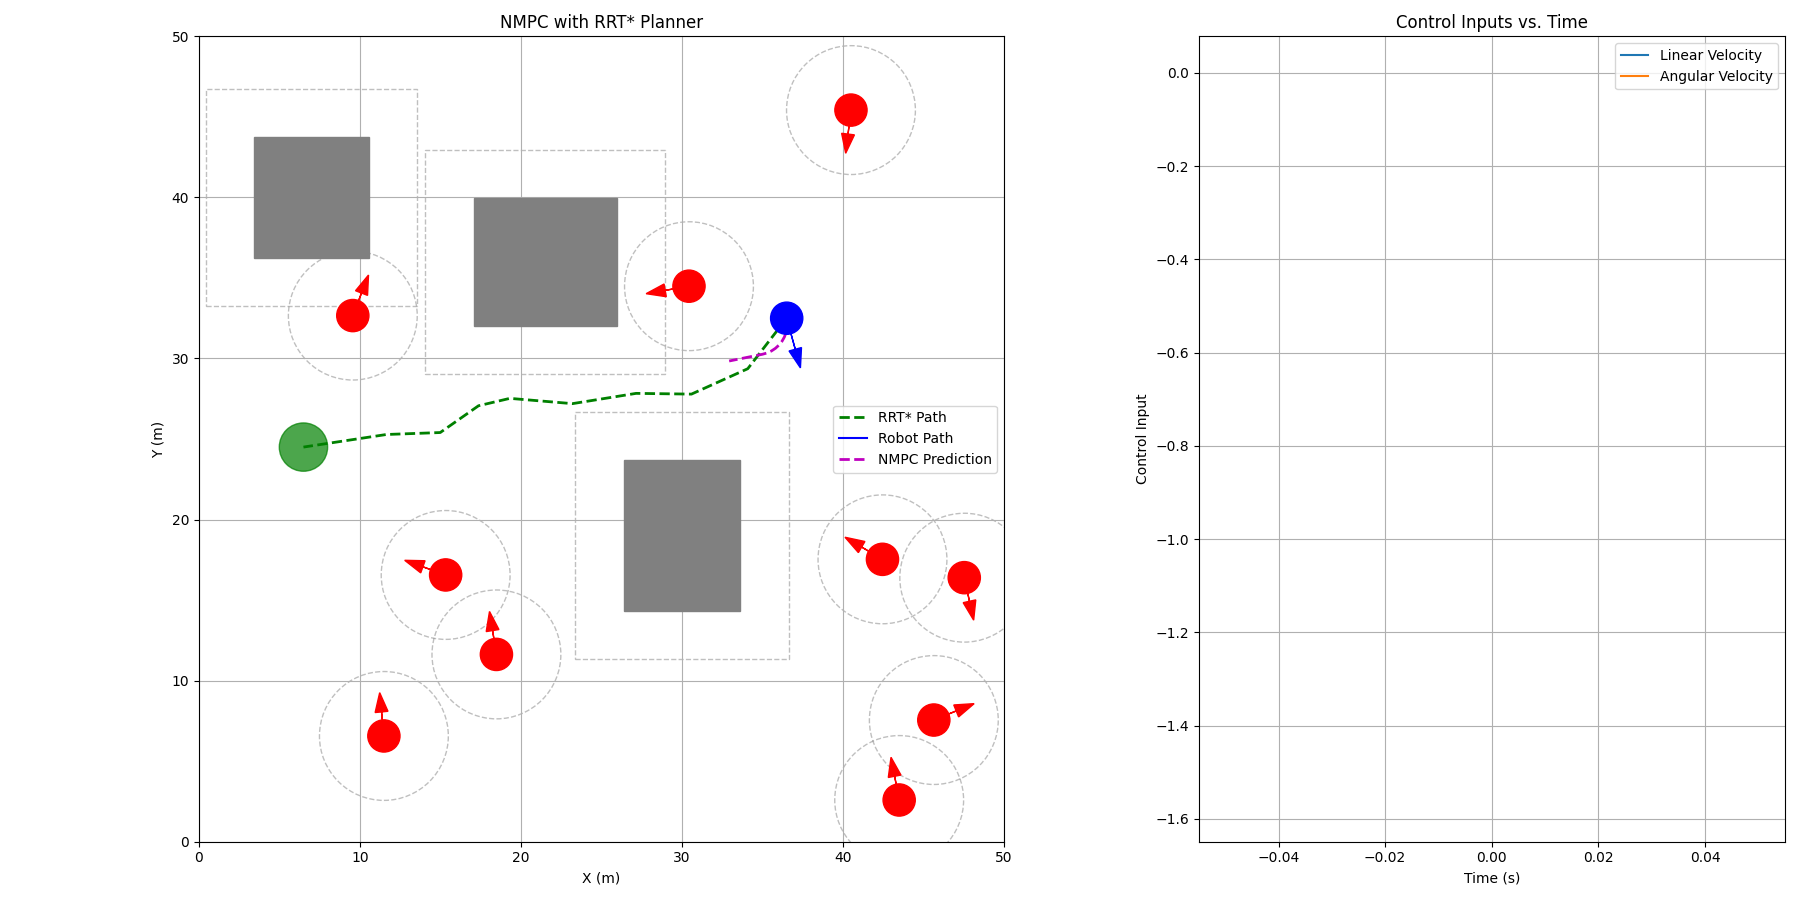 NMPC with RRT* Planner
50
40
30
20
10
0
Y (m)
RRT* Path
Robot Path
NMPC Prediction
0 10 20 30 40 50
X (m)
Control Inputs vs. Time
Linear Velocity
Angular Velocity
0.0
−0.2
−0.4
−0.6
−0.8
−1.0
−1.2
−1.4
−1.6
Control Input
−0.04 −0.02 0.00 0.02 0.04
Time (s)